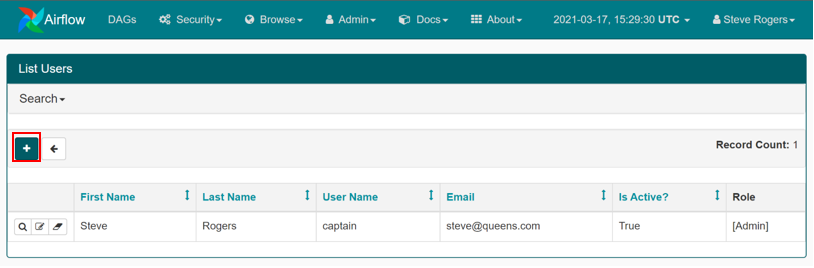 Airflow DAGs Security Browse Admin Docs About 2021-03-17, 15:29:30 UTC Steve Rogers
List Users
Search
Record Count: 1
First Name Last Name User Name Email Is Active? Role
Steve Rogers captain steve@queens.com True [Admin]